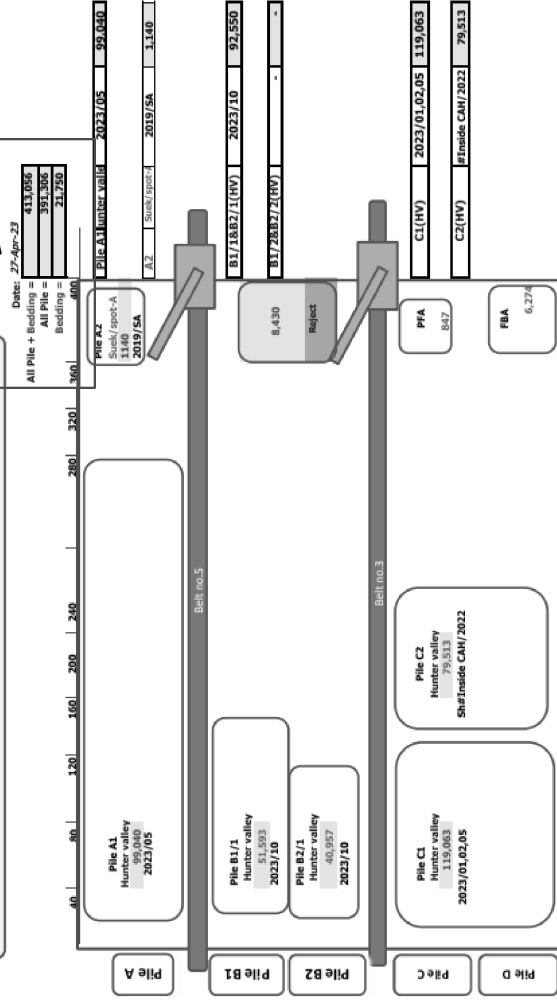 Date: 27-Apr-23
All Pile + Bedding = 413,056
All Pile = 391,306
Bedding = 21,750
Pile A1 unter valle 2023/05 99,040
A2 Suek/spot-A 2019/SA 1,140
B1/1&B2/1(HV) 2023/10 92,550
B1/2&B2/2(HV) - -
C1(HV) 2023/01,02,05 119,063
C2(HV) #Inside CAH/2022 79,513
40 80 120 160 200 240 280 320 360 400
Pile A
Pile A1
Hunter valley
99,040
2023/05
Pile A2
Suek/spot-A
1140
2019/SA
Belt no.5
Pile B1
Pile B1/1
Hunter valley
51,593
2023/10
8,430
Reject
Pile B2
Pile B2/1
Hunter valley
40,957
2023/10
Belt no.3
Pile C
Pile C1
Hunter valley
119,063
2023/01,02,05
Pile C2
Hunter valley
79,513
Sh#Inside CAH/2022
PFA
847
Pile D
FBA
6,274